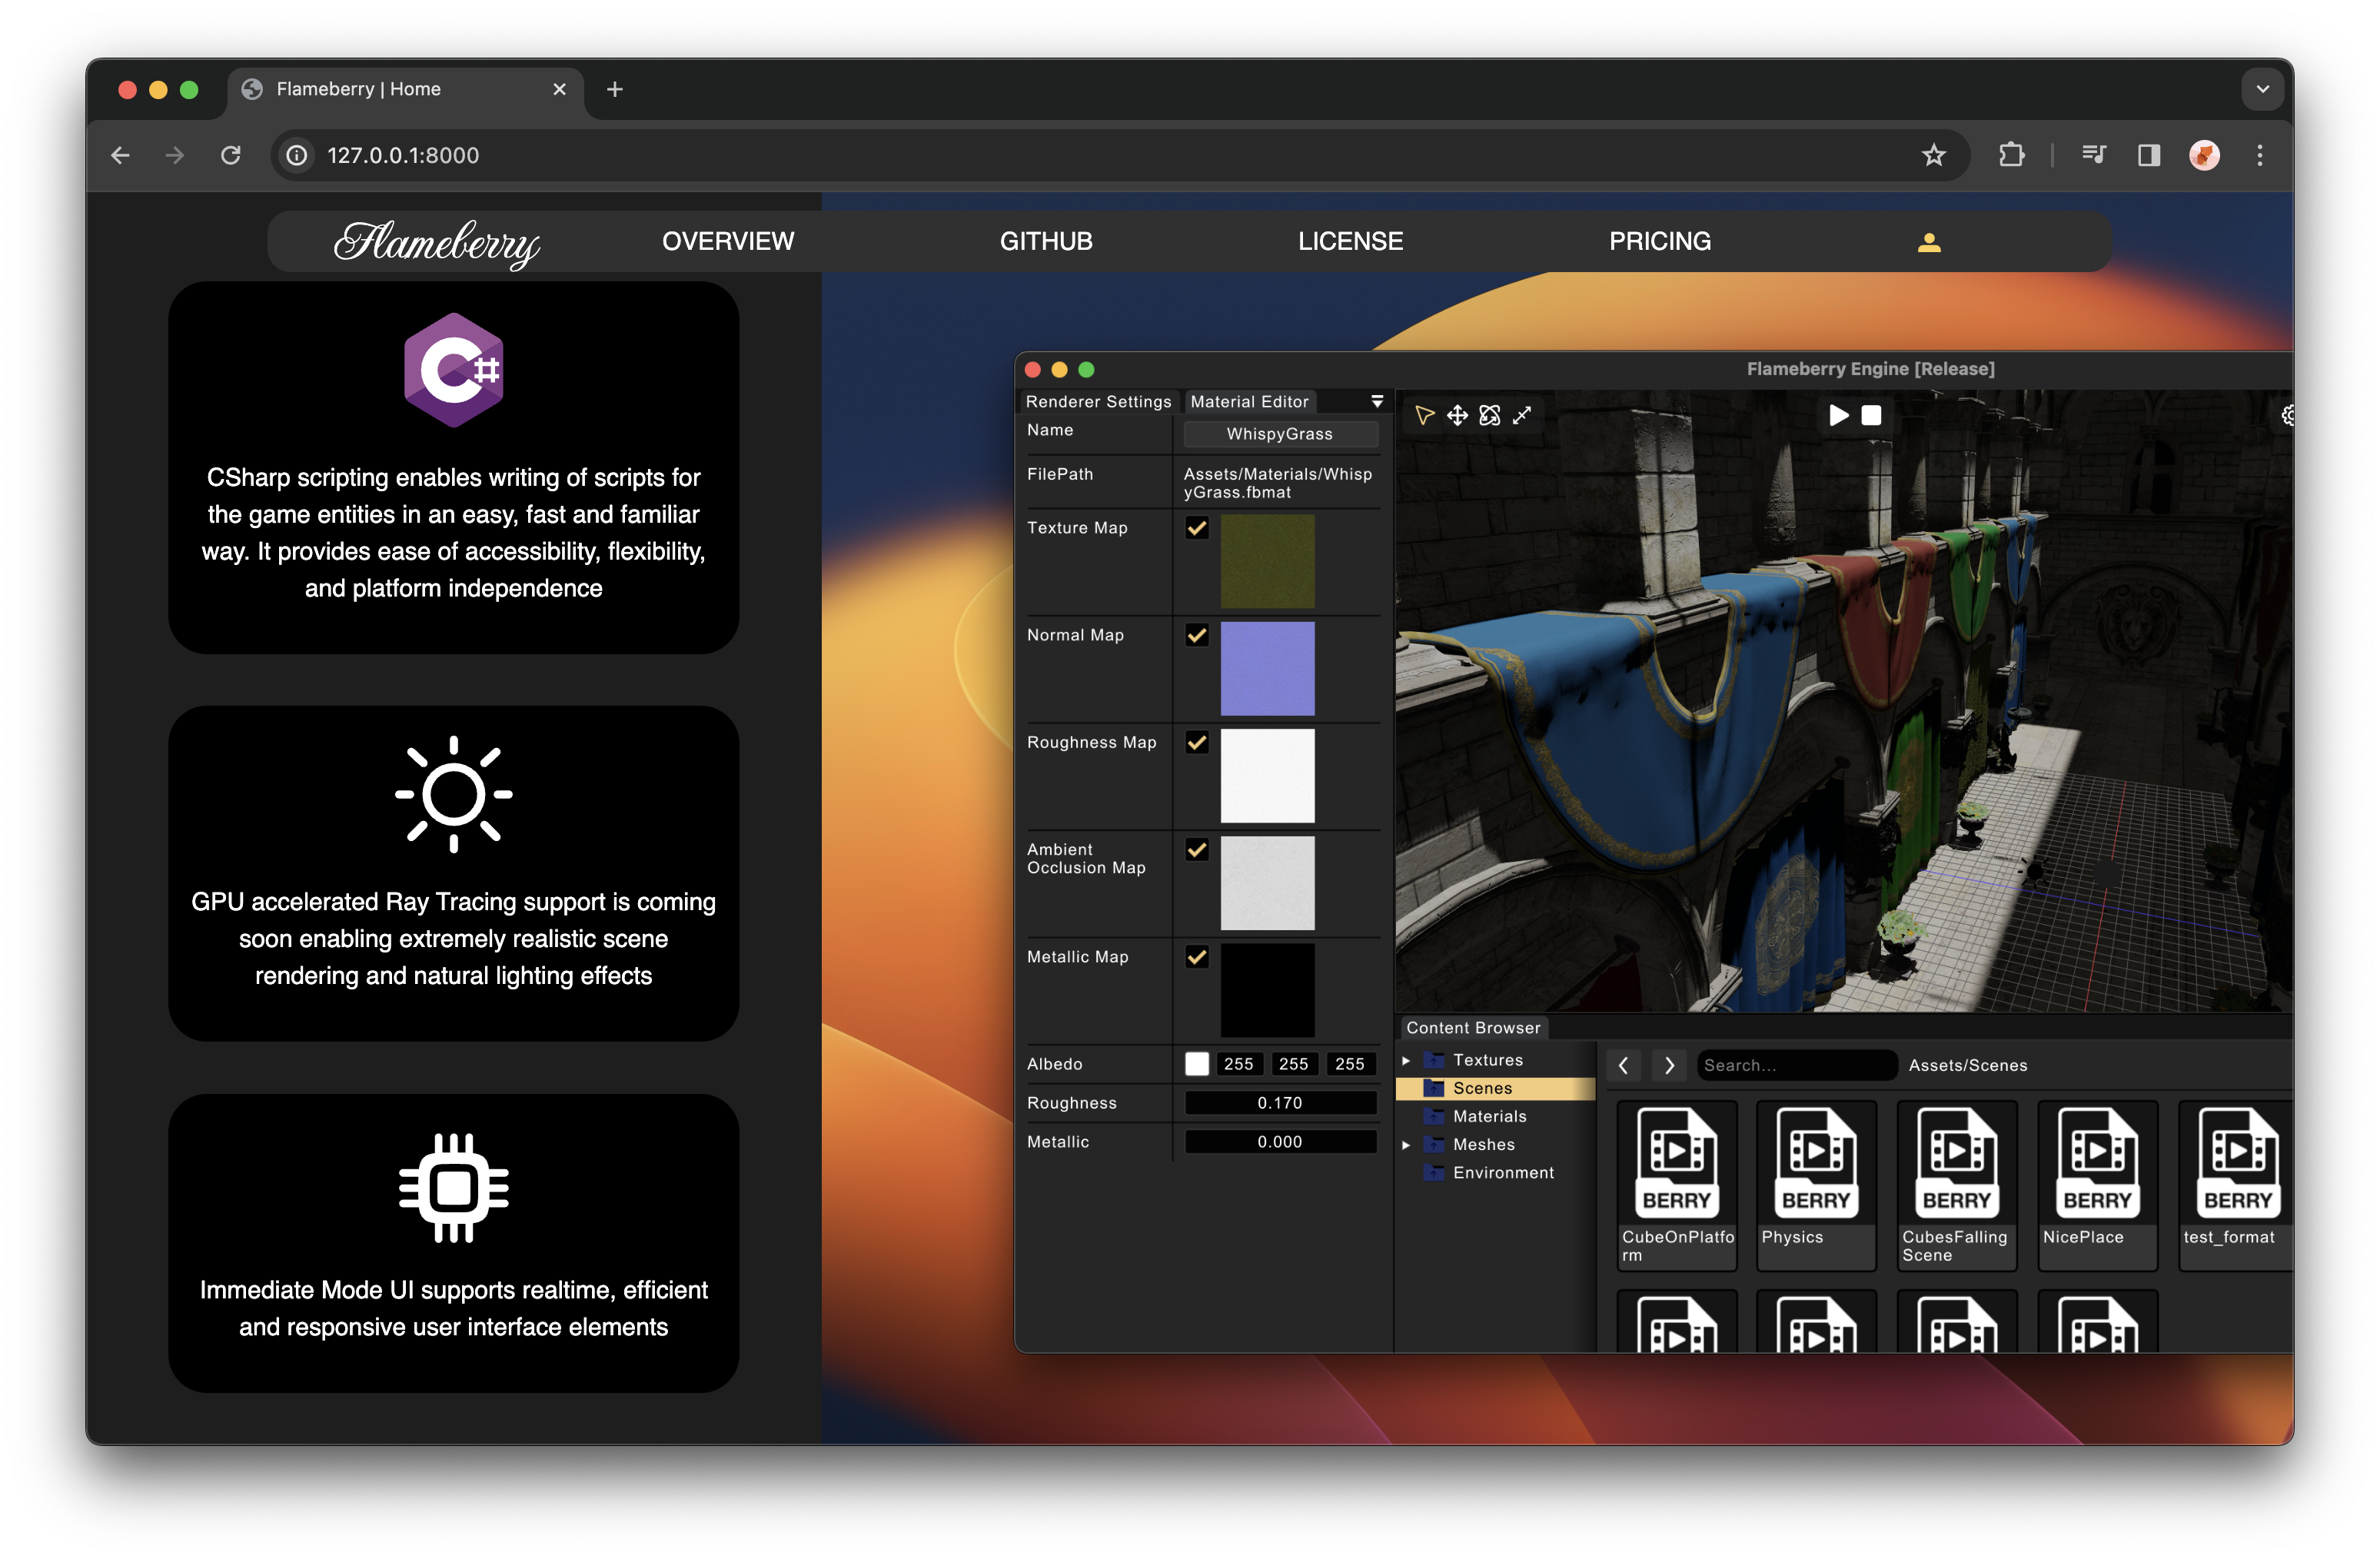 Flameberry | Home
127.0.0.1:8000
Flameberry
OVERVIEW
GITHUB
LICENSE
PRICING
CSharp scripting enables writing of scripts for
the game entities in an easy, fast and familiar
way. It provides ease of accessibility, flexibility,
and platform independence
GPU accelerated Ray Tracing support is coming
soon enabling extremely realistic scene
rendering and natural lighting effects
Immediate Mode UI supports realtime, efficient
and responsive user interface elements
Flameberry Engine [Release]
Renderer Settings
Material Editor
Name
WhispyGrass
FilePath
Assets/Materials/Whisp
yGrass.fbmat
Texture Map
Normal Map
Roughness Map
Ambient
Occlusion Map
Metallic Map
Albedo
255
255
255
Roughness
0.170
Metallic
0.000
Content Browser
Textures
Scenes
Materials
Meshes
Environment
Search...
Assets/Scenes
BERRY
CubeOnPlatfo
rm
BERRY
Physics
BERRY
CubesFalling
Scene
BERRY
NicePlace
BERRY
test_format